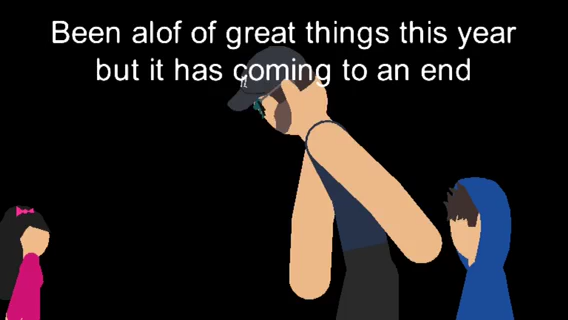 Been alof of great things this year
but it has coming to an end